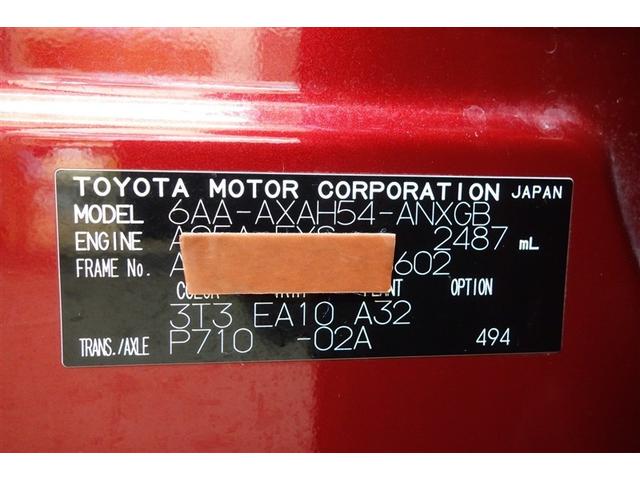 TOYOTA MOTOR CORPORATION JAPAN
MODEL 6AA-AXAH54-ANXGB
ENGINE 2487 mL
FRAME No. 602
OPTION
3T3 EA10 A32
TRANS./AXLE P710 -02A 494